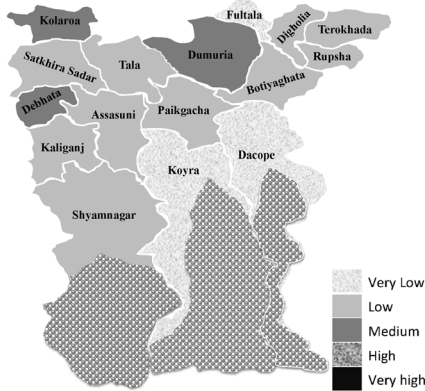 Kolaroa
Fultala
Digholia
Terokhada
Satkhira Sadar
Tala
Dumuria
Rupsha
Botiyaghata
Debhata
Assasuni
Paikgacha
Kaliganj
Koyra
Dacope
Shyamnagar
Very Low
Low
Medium
High
Very high